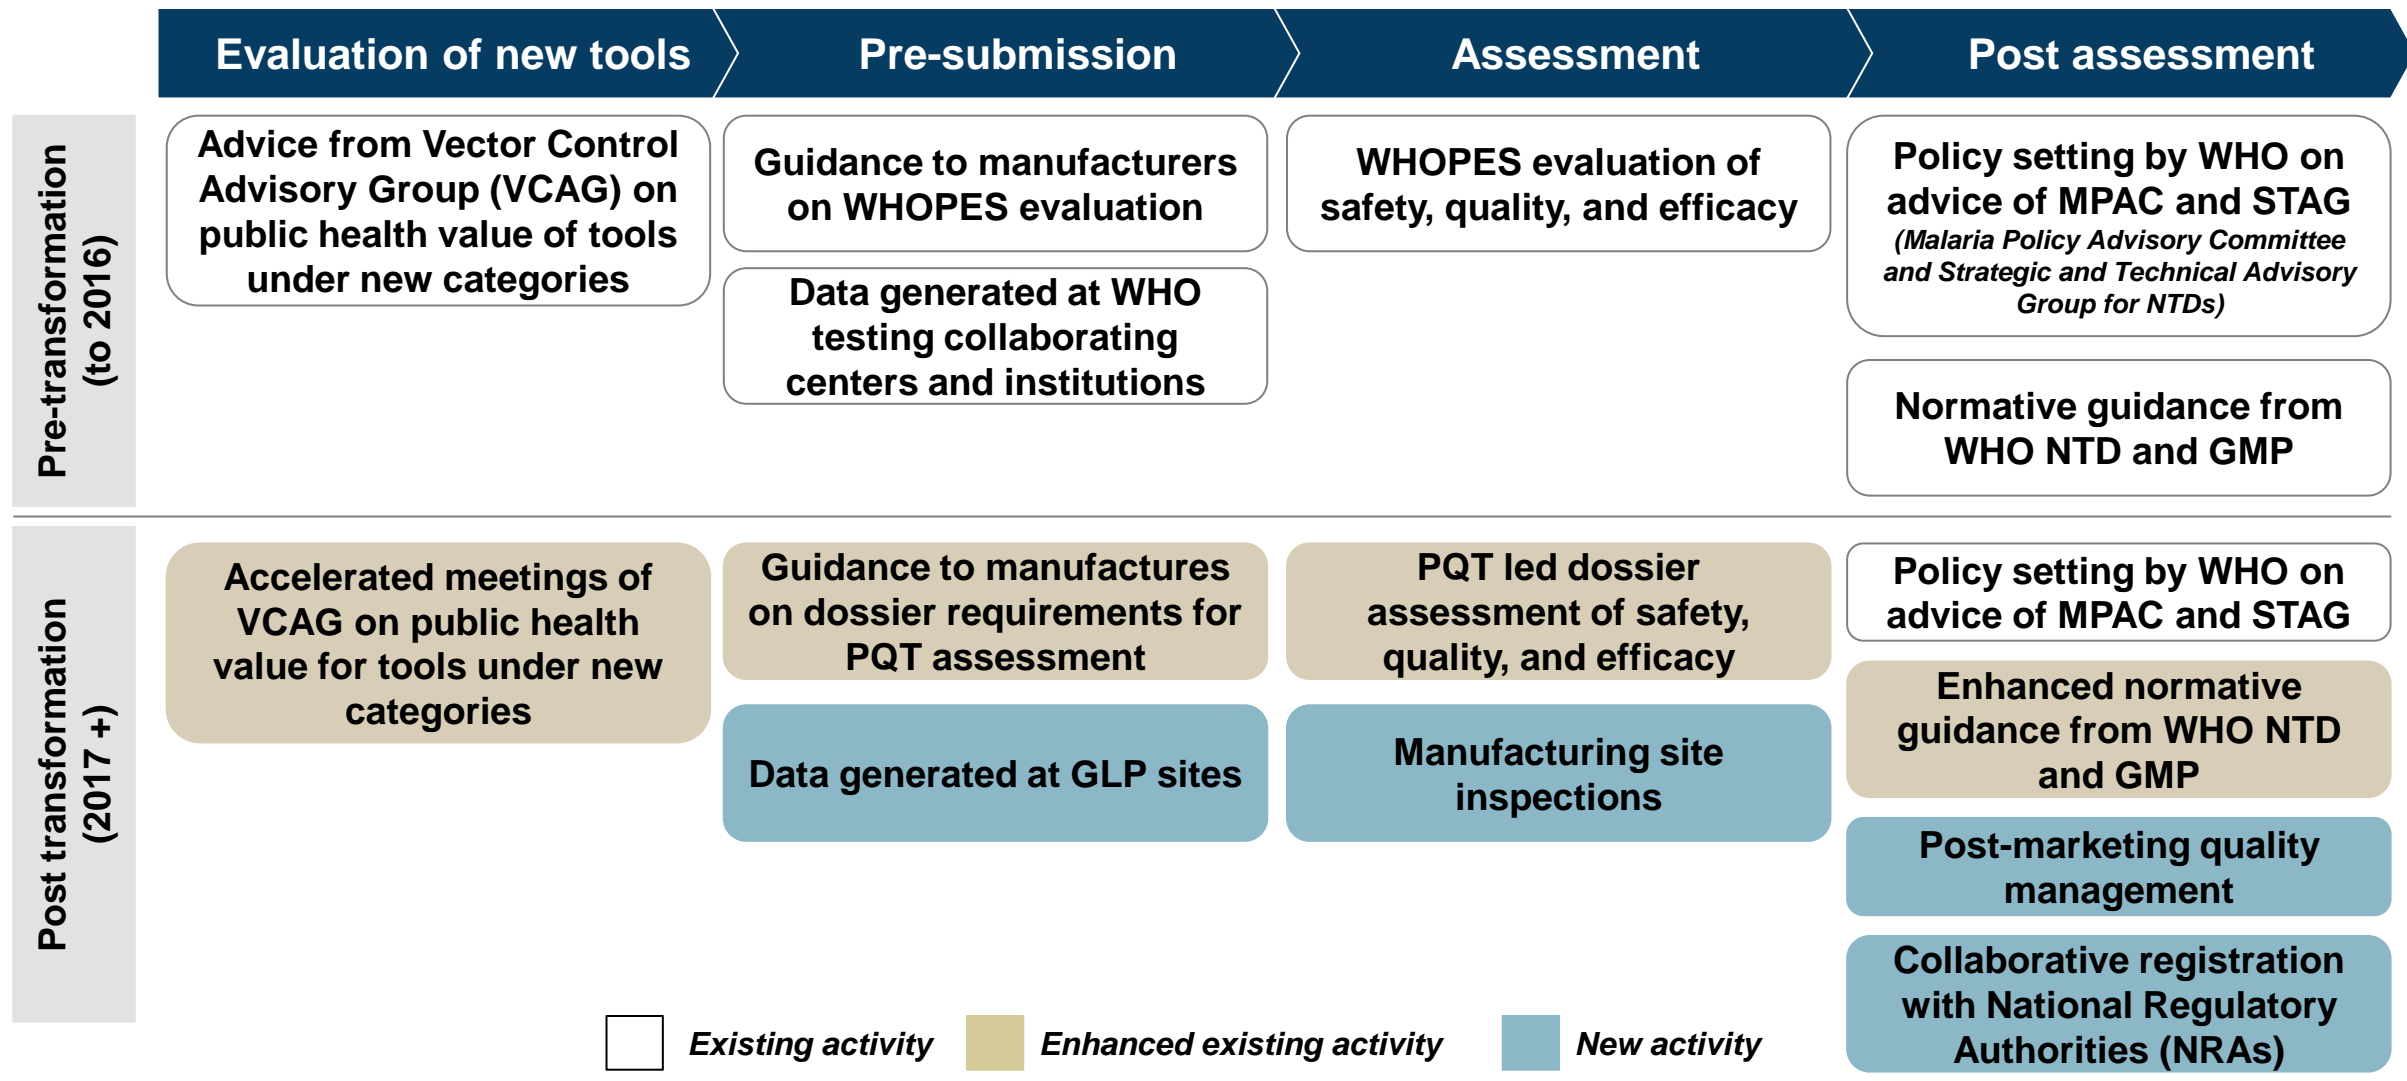 Evaluation of new tools
Pre-submission
Assessment
Post assessment
Pre-transformation
(to 2016)
Advice from Vector Control
Advisory Group (VCAG) on
public health value of tools
under new categories
Guidance to manufacturers
on WHOPES evaluation
Data generated at WHO
testing collaborating
centers and institutions
WHOPES evaluation of
safety, quality, and efficacy
Policy setting by WHO on
advice of MPAC and STAG
(Malaria Policy Advisory Committee
and Strategic and Technical Advisory
Group for NTDs)
Normative guidance from
WHO NTD and GMP
Post transformation
(2017 +)
Accelerated meetings of
VCAG on public health
value for tools under new
categories
Guidance to manufactures
on dossier requirements for
PQT assessment
Data generated at GLP sites
PQT led dossier
assessment of safety,
quality, and efficacy
Manufacturing site
inspections
Policy setting by WHO on
advice of MPAC and STAG
Enhanced normative
guidance from WHO NTD
and GMP
Post-marketing quality
management
Collaborative registration
with National Regulatory
Authorities (NRAs)
Existing activity
Enhanced existing activity
New activity